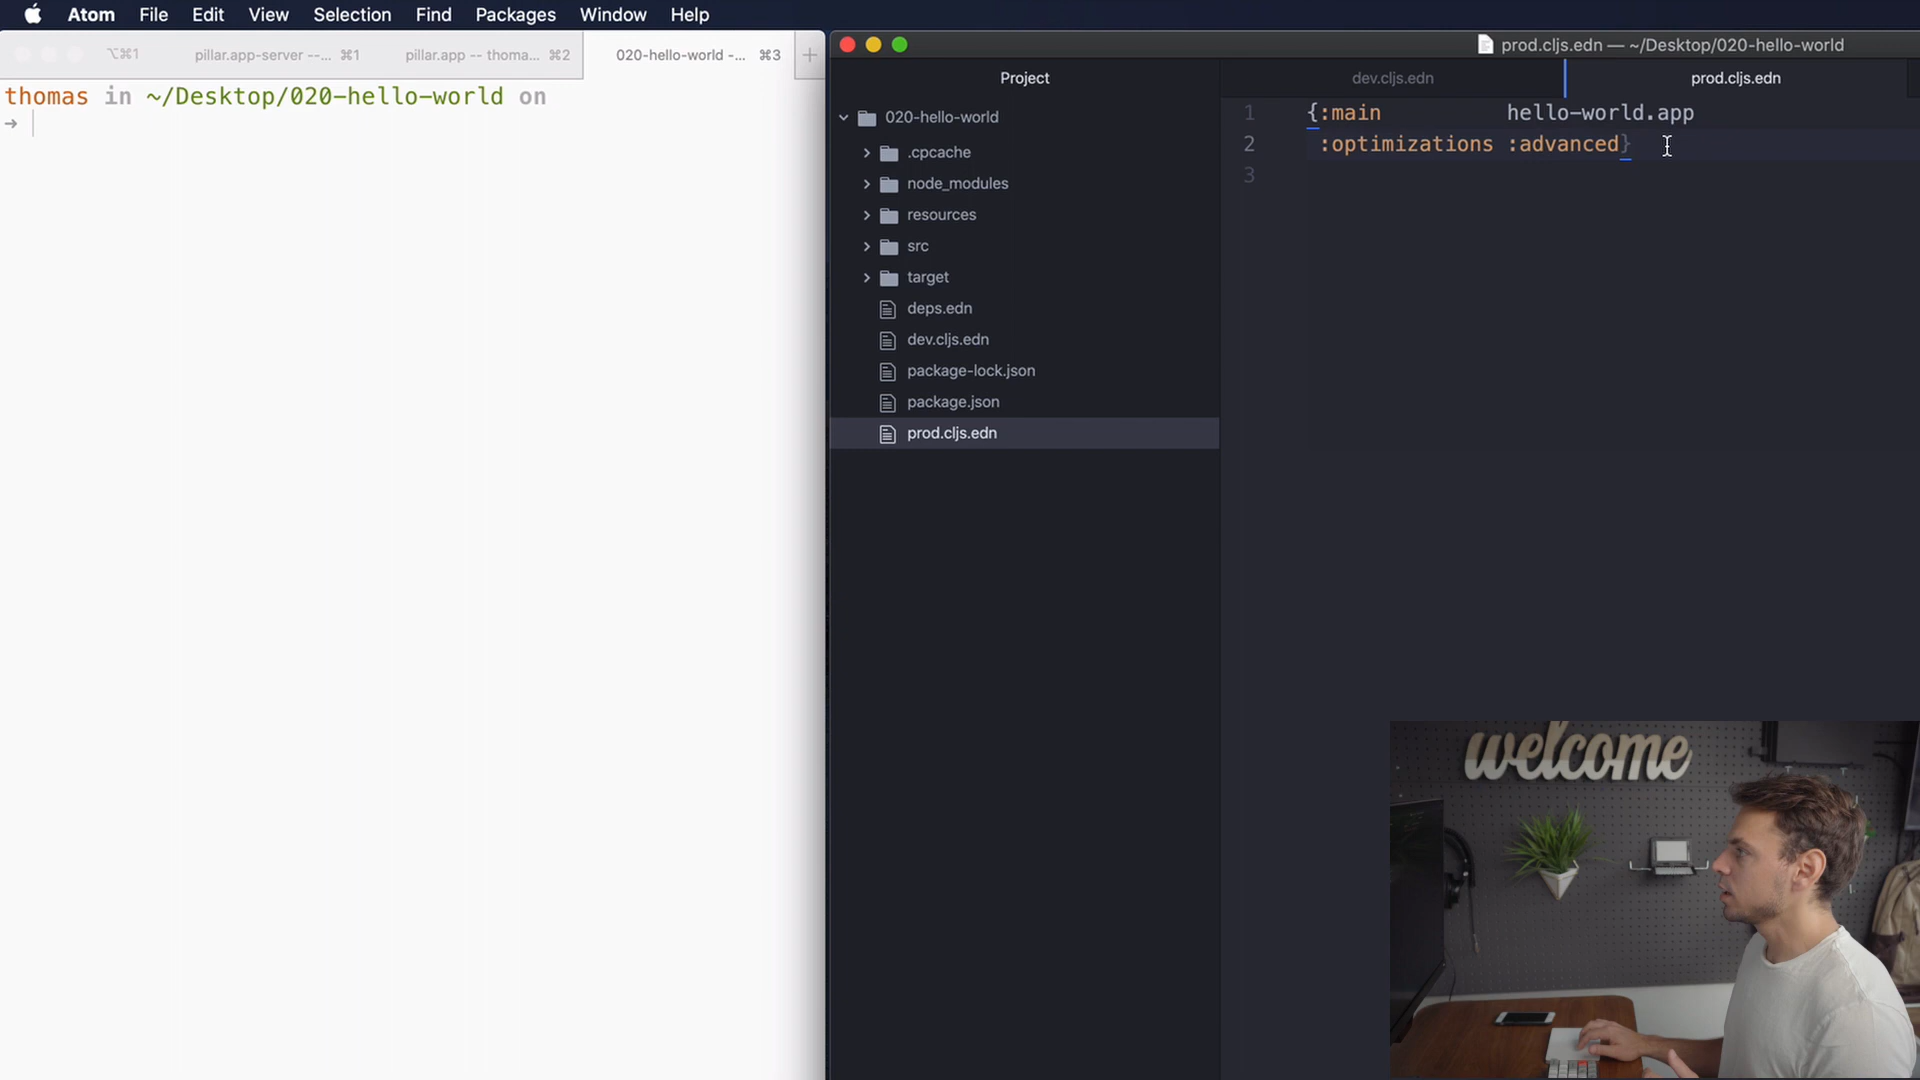 Atom File Edit View Selection Find Packages Window Help
⌥⌘1 pillar.app-server --... ⌘1 pillar.app -- thoma... ⌘2 020-hello-world -... ⌘3 +
thomas in ~/Desktop/020-hello-world on
→
prod.cljs.edn — ~/Desktop/020-hello-world
Project
dev.cljs.edn prod.cljs.edn
020-hello-world
.cpcache
node_modules
resources
src
target
deps.edn
dev.cljs.edn
package-lock.json
package.json
prod.cljs.edn
1 {:main hello-world.app
2 :optimizations :advanced}
3
welcome